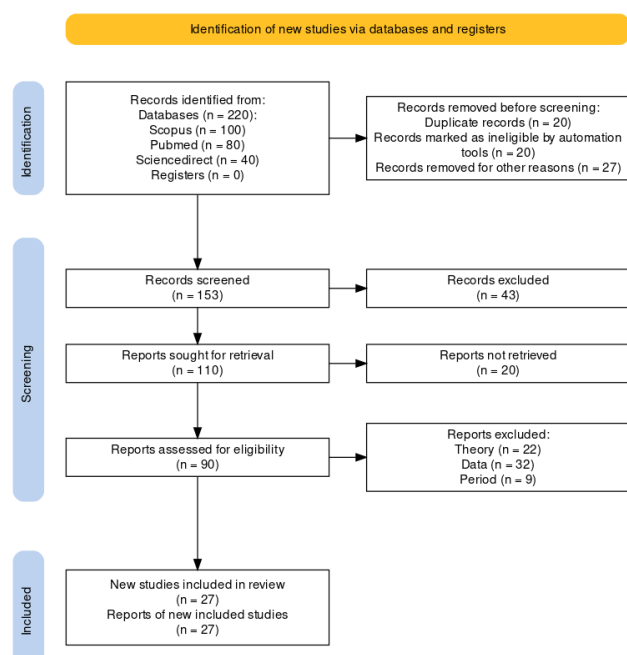 Identification of new studies via databases and registers
Identification
Records identified from:
Databases (n = 220):
Scopus (n = 100)
Pubmed (n = 80)
Sciencedirect (n = 40)
Registers (n = 0)
Records removed before screening:
Duplicate records (n = 20)
Records marked as ineligible by automation
tools (n = 20)
Records removed for other reasons (n = 27)
Screening
Records screened
(n = 153)
Records excluded
(n = 43)
Reports sought for retrieval
(n = 110)
Reports not retrieved
(n = 20)
Reports assessed for eligibility
(n = 90)
Reports excluded:
Theory (n = 22)
Data (n = 32)
Period (n = 9)
Included
New studies included in review
(n = 27)
Reports of new included studies
(n = 27)